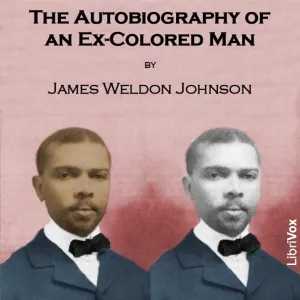 The Autobiography of
an Ex-Colored Man
by
James Weldon Johnson
LibriVox